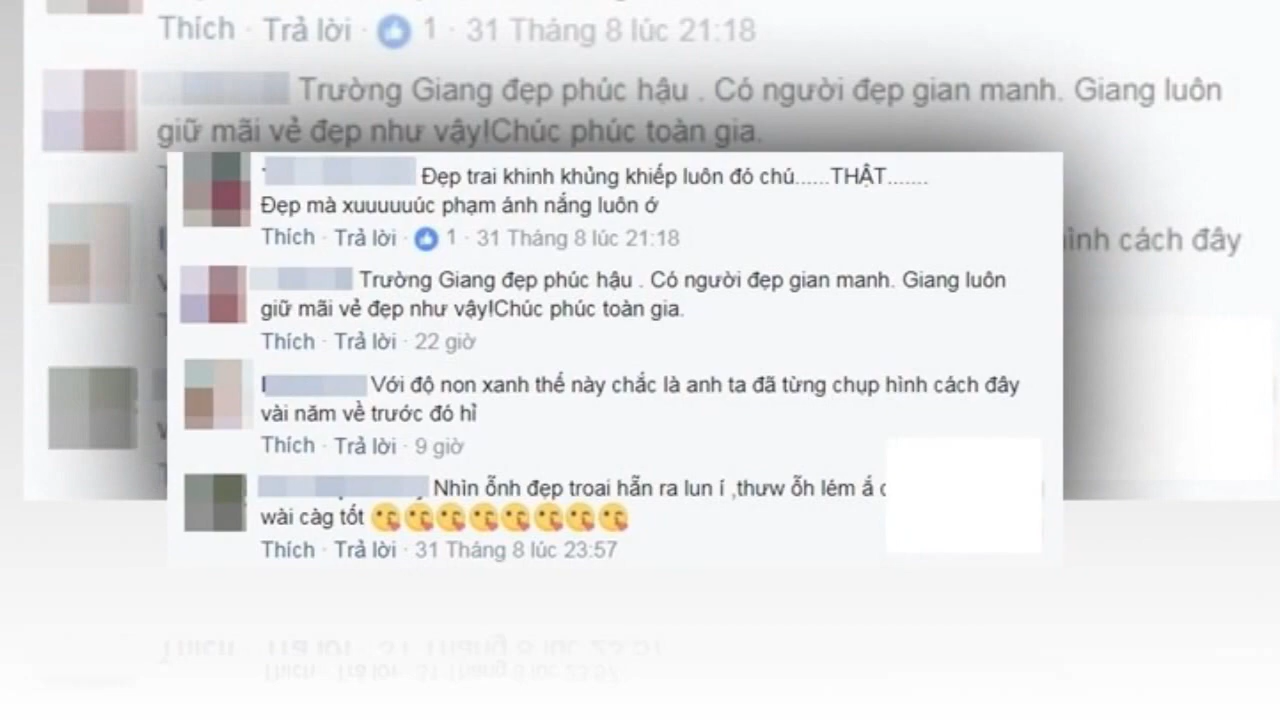 Thích · Trả lời · 1 · 31 Tháng 8 lúc 21:18
Trường Giang đẹp phúc hậu . Có người đẹp gian manh. Giang luôn
giữ mãi vẻ đẹp như vậy!Chúc phúc toàn gia.
Đẹp trai khinh khủng khiếp luôn đó chú......THẬT.......
Đẹp mà xuuuuuúc phạm ánh nắng luôn ớ
Thích · Trả lời · 1 · 31 Tháng 8 lúc 21:18
ình cách đây
Trường Giang đẹp phúc hậu . Có người đẹp gian manh. Giang luôn
giữ mãi vẻ đẹp như vậy!Chúc phúc toàn gia.
Thích · Trả lời · 22 giờ
Với độ non xanh thế này chắc là anh ta đã từng chụp hình cách đây
vài năm về trước đó hỉ
Thích · Trả lời · 9 giờ
Nhìn ỗnh đẹp troai hẵn ra lun í ,thưw ỗh lém á
wài càg tốt 😘😘😘😘😘😘😘😘
Thích · Trả lời · 31 Tháng 8 lúc 23:57